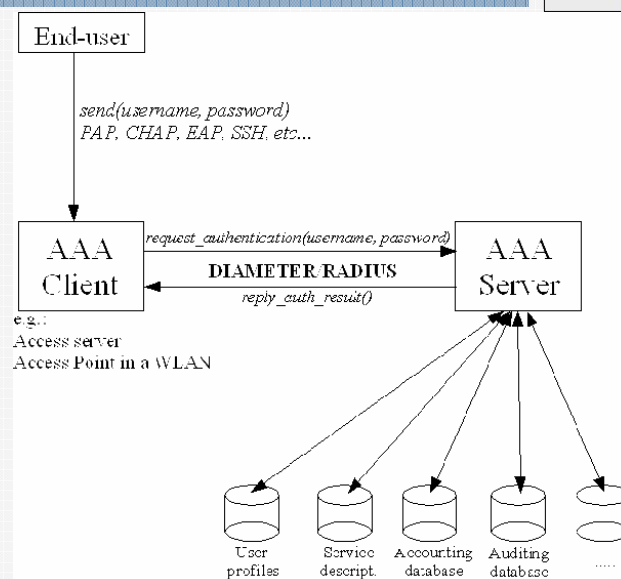 End-user
send(username, password)
PAP, CHAP, EAP, SSH, etc...
AAA
Client
request_authentication(username, password)
DIAMETER/RADIUS
reply_auth_result()
AAA
Server
e.g.:
Access server
Access Point in a WLAN
User
profiles
Service
descript.
Accounting
database
Auditing
database
.....